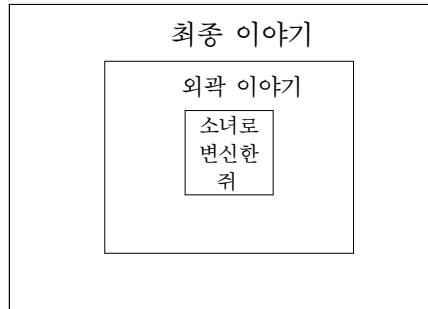 최종 이야기
외곽 이야기
소녀로
변신한
쥐